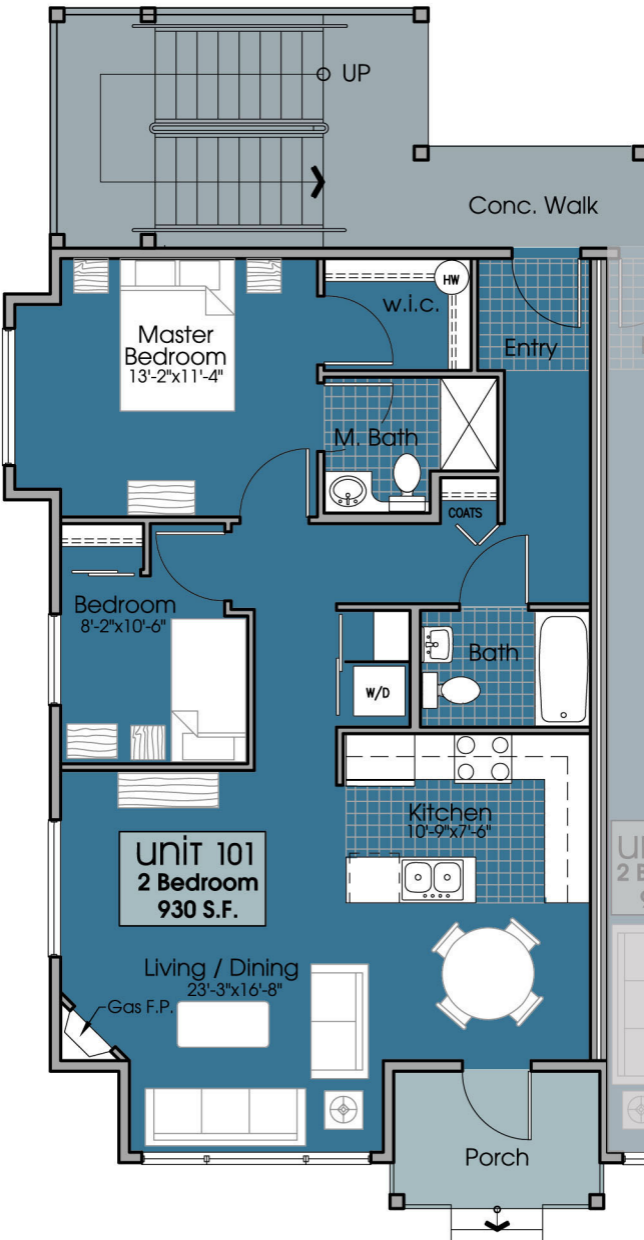 UP
Conc. Walk
HW
w.i.c.
Entry
Master
Bedroom
13'-2"x11'-4"
M. Bath
COATS
Bedroom
8'-2"x10'-6"
Bath
W/D
Kitchen
10'-9"x7'-6"
UNIT 101
2 Bedroom
930 S.F.
Living / Dining
23'-3"x16'-8"
Gas F.P.
Porch